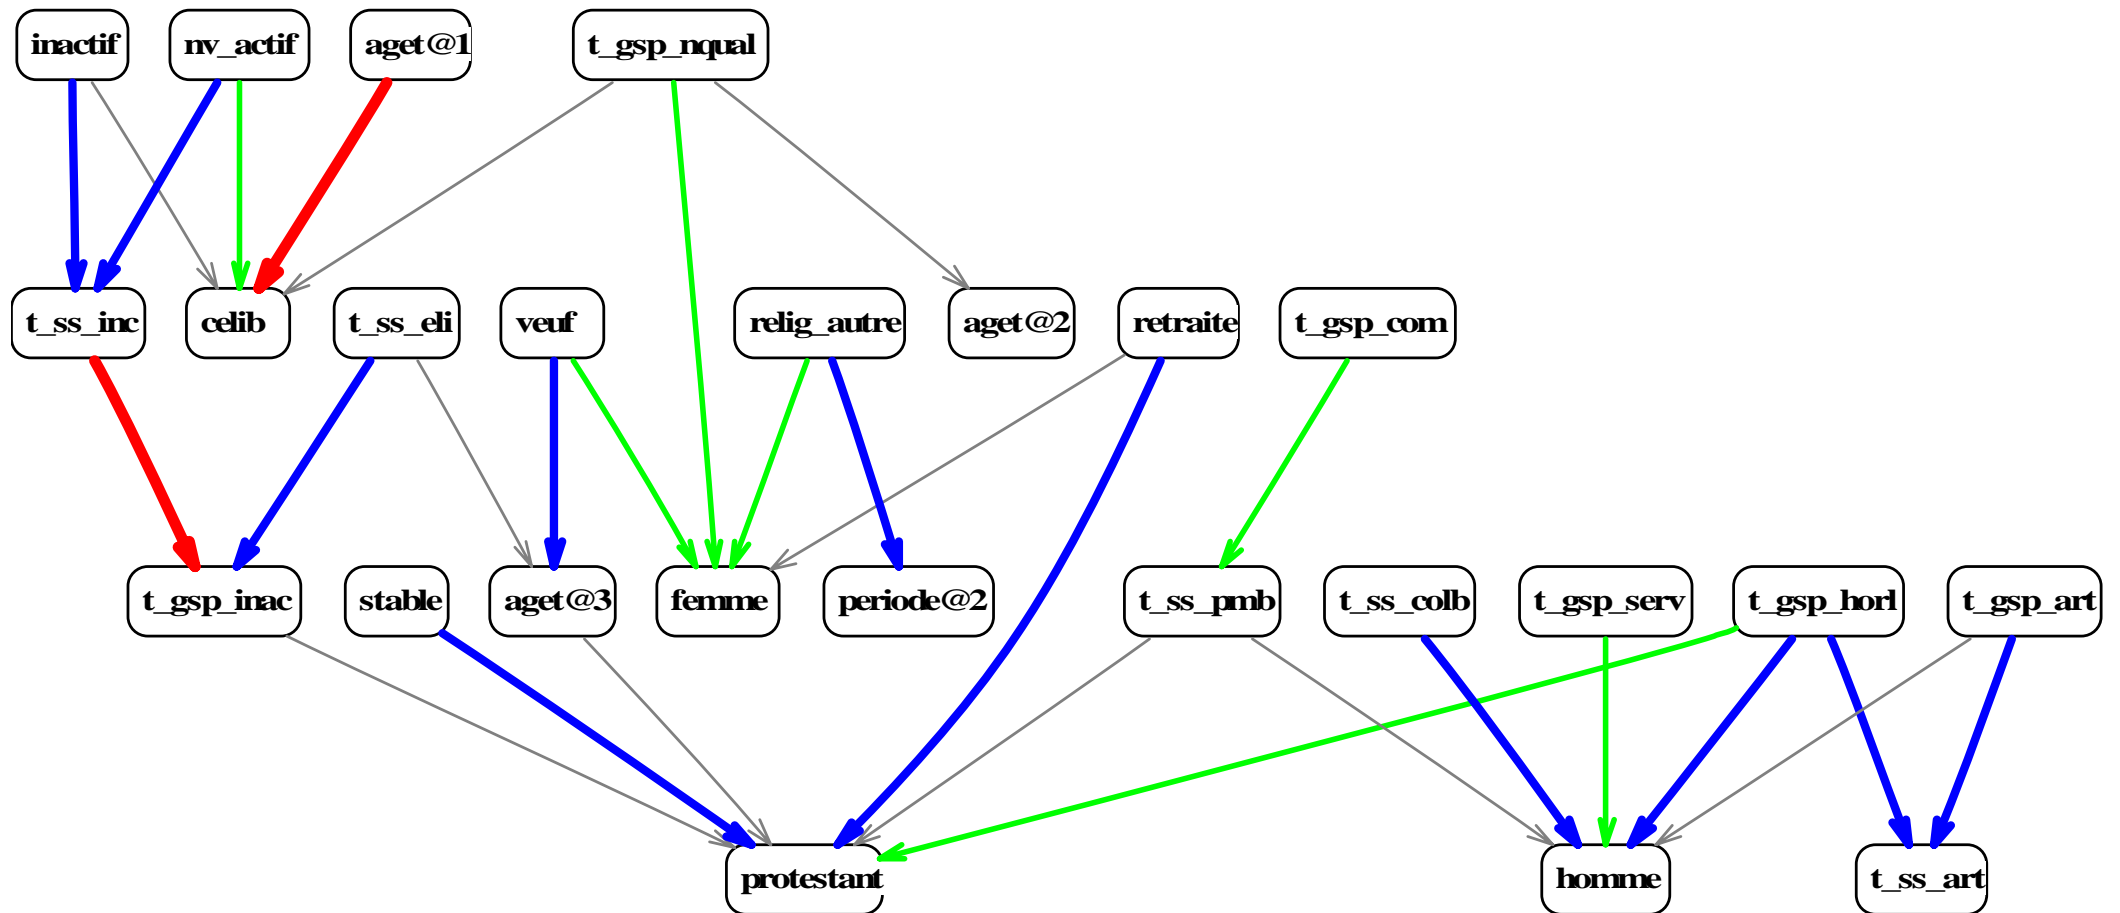 inactif
nv_actif
aget@1
t_gsp_nqual
t_ss_inc
celib
t_ss_eli
veuf
relig_autre
aget@2
retraite
t_gsp_com
t_gsp_inac
stable
aget@3
femme
periode@2
t_ss_pmb
t_ss_colb
t_gsp_serv
t_gsp_horl
t_gsp_art
protestant
homme
t_ss_art